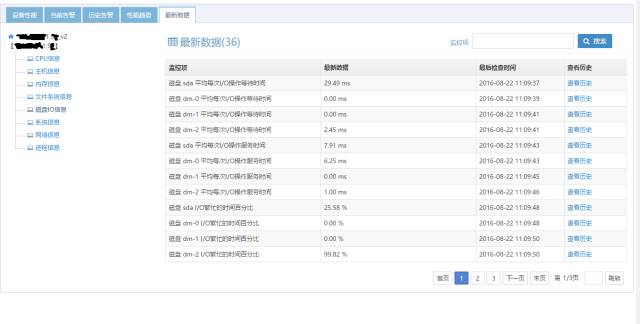 设备性能 当前告警 历史告警 性能趋势 最新数据
v2
CPU信息
主机信息
内存信息
文件系统信息
磁盘IO信息
系统信息
网络信息
进程信息
最新数据(36)
监控项 搜索
监控项 最新数据 最后检查时间 查看历史
磁盘 sda 平均每次I/O操作等待时间 29.49 ms 2016-08-22 11:09:37 查看历史
磁盘 dm-0 平均每次I/O操作等待时间 0.00 ms 2016-08-22 11:09:39 查看历史
磁盘 dm-1 平均每次I/O操作等待时间 0.00 ms 2016-08-22 11:09:41 查看历史
磁盘 dm-2 平均每次I/O操作等待时间 2.45 ms 2016-08-22 11:09:41 查看历史
磁盘 sda 平均每次I/O操作服务时间 7.91 ms 2016-08-22 11:09:43 查看历史
磁盘 dm-0 平均每次I/O操作服务时间 6.25 ms 2016-08-22 11:09:43 查看历史
磁盘 dm-1 平均每次I/O操作服务时间 0.00 ms 2016-08-22 11:09:45 查看历史
磁盘 dm-2 平均每次I/O操作服务时间 1.00 ms 2016-08-22 11:09:46 查看历史
磁盘 sda I/O繁忙的时间百分比 25.58 % 2016-08-22 11:09:48 查看历史
磁盘 dm-0 I/O繁忙的时间百分比 0.00 % 2016-08-22 11:09:48 查看历史
磁盘 dm-1 I/O繁忙的时间百分比 0.00 % 2016-08-22 11:09:50 查看历史
磁盘 dm-2 I/O繁忙的时间百分比 99.82 % 2016-08-22 11:09:50 查看历史
首页 1 2 3 下一页 末页 第 1/3页 跳转